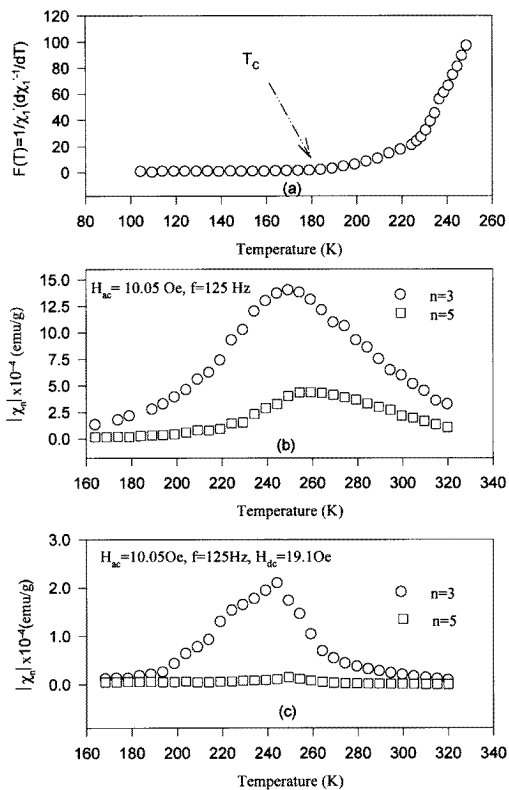 120
100
80
60
40
20
0
F(T)=1/χ₁'(dχ₁'⁻¹/dT)
T_C
(a)
80 100 120 140 160 180 200 220 240 260
Temperature (K)
15.0
12.5
10.0
7.5
5.0
2.5
0.0
|χₙ| x10⁻⁴ (emu/g)
H_ac= 10.05 Oe, f=125 Hz
n=3
n=5
(b)
160 180 200 220 240 260 280 300 320 340
Temperature (K)
3.0
2.0
1.0
0.0
|χₙ| x10⁻⁴(emu/g)
H_ac=10.05Oe, f=125Hz, H_dc=19.1Oe
n=3
n=5
(c)
160 180 200 220 240 260 280 300 320 340
Temperature (K)